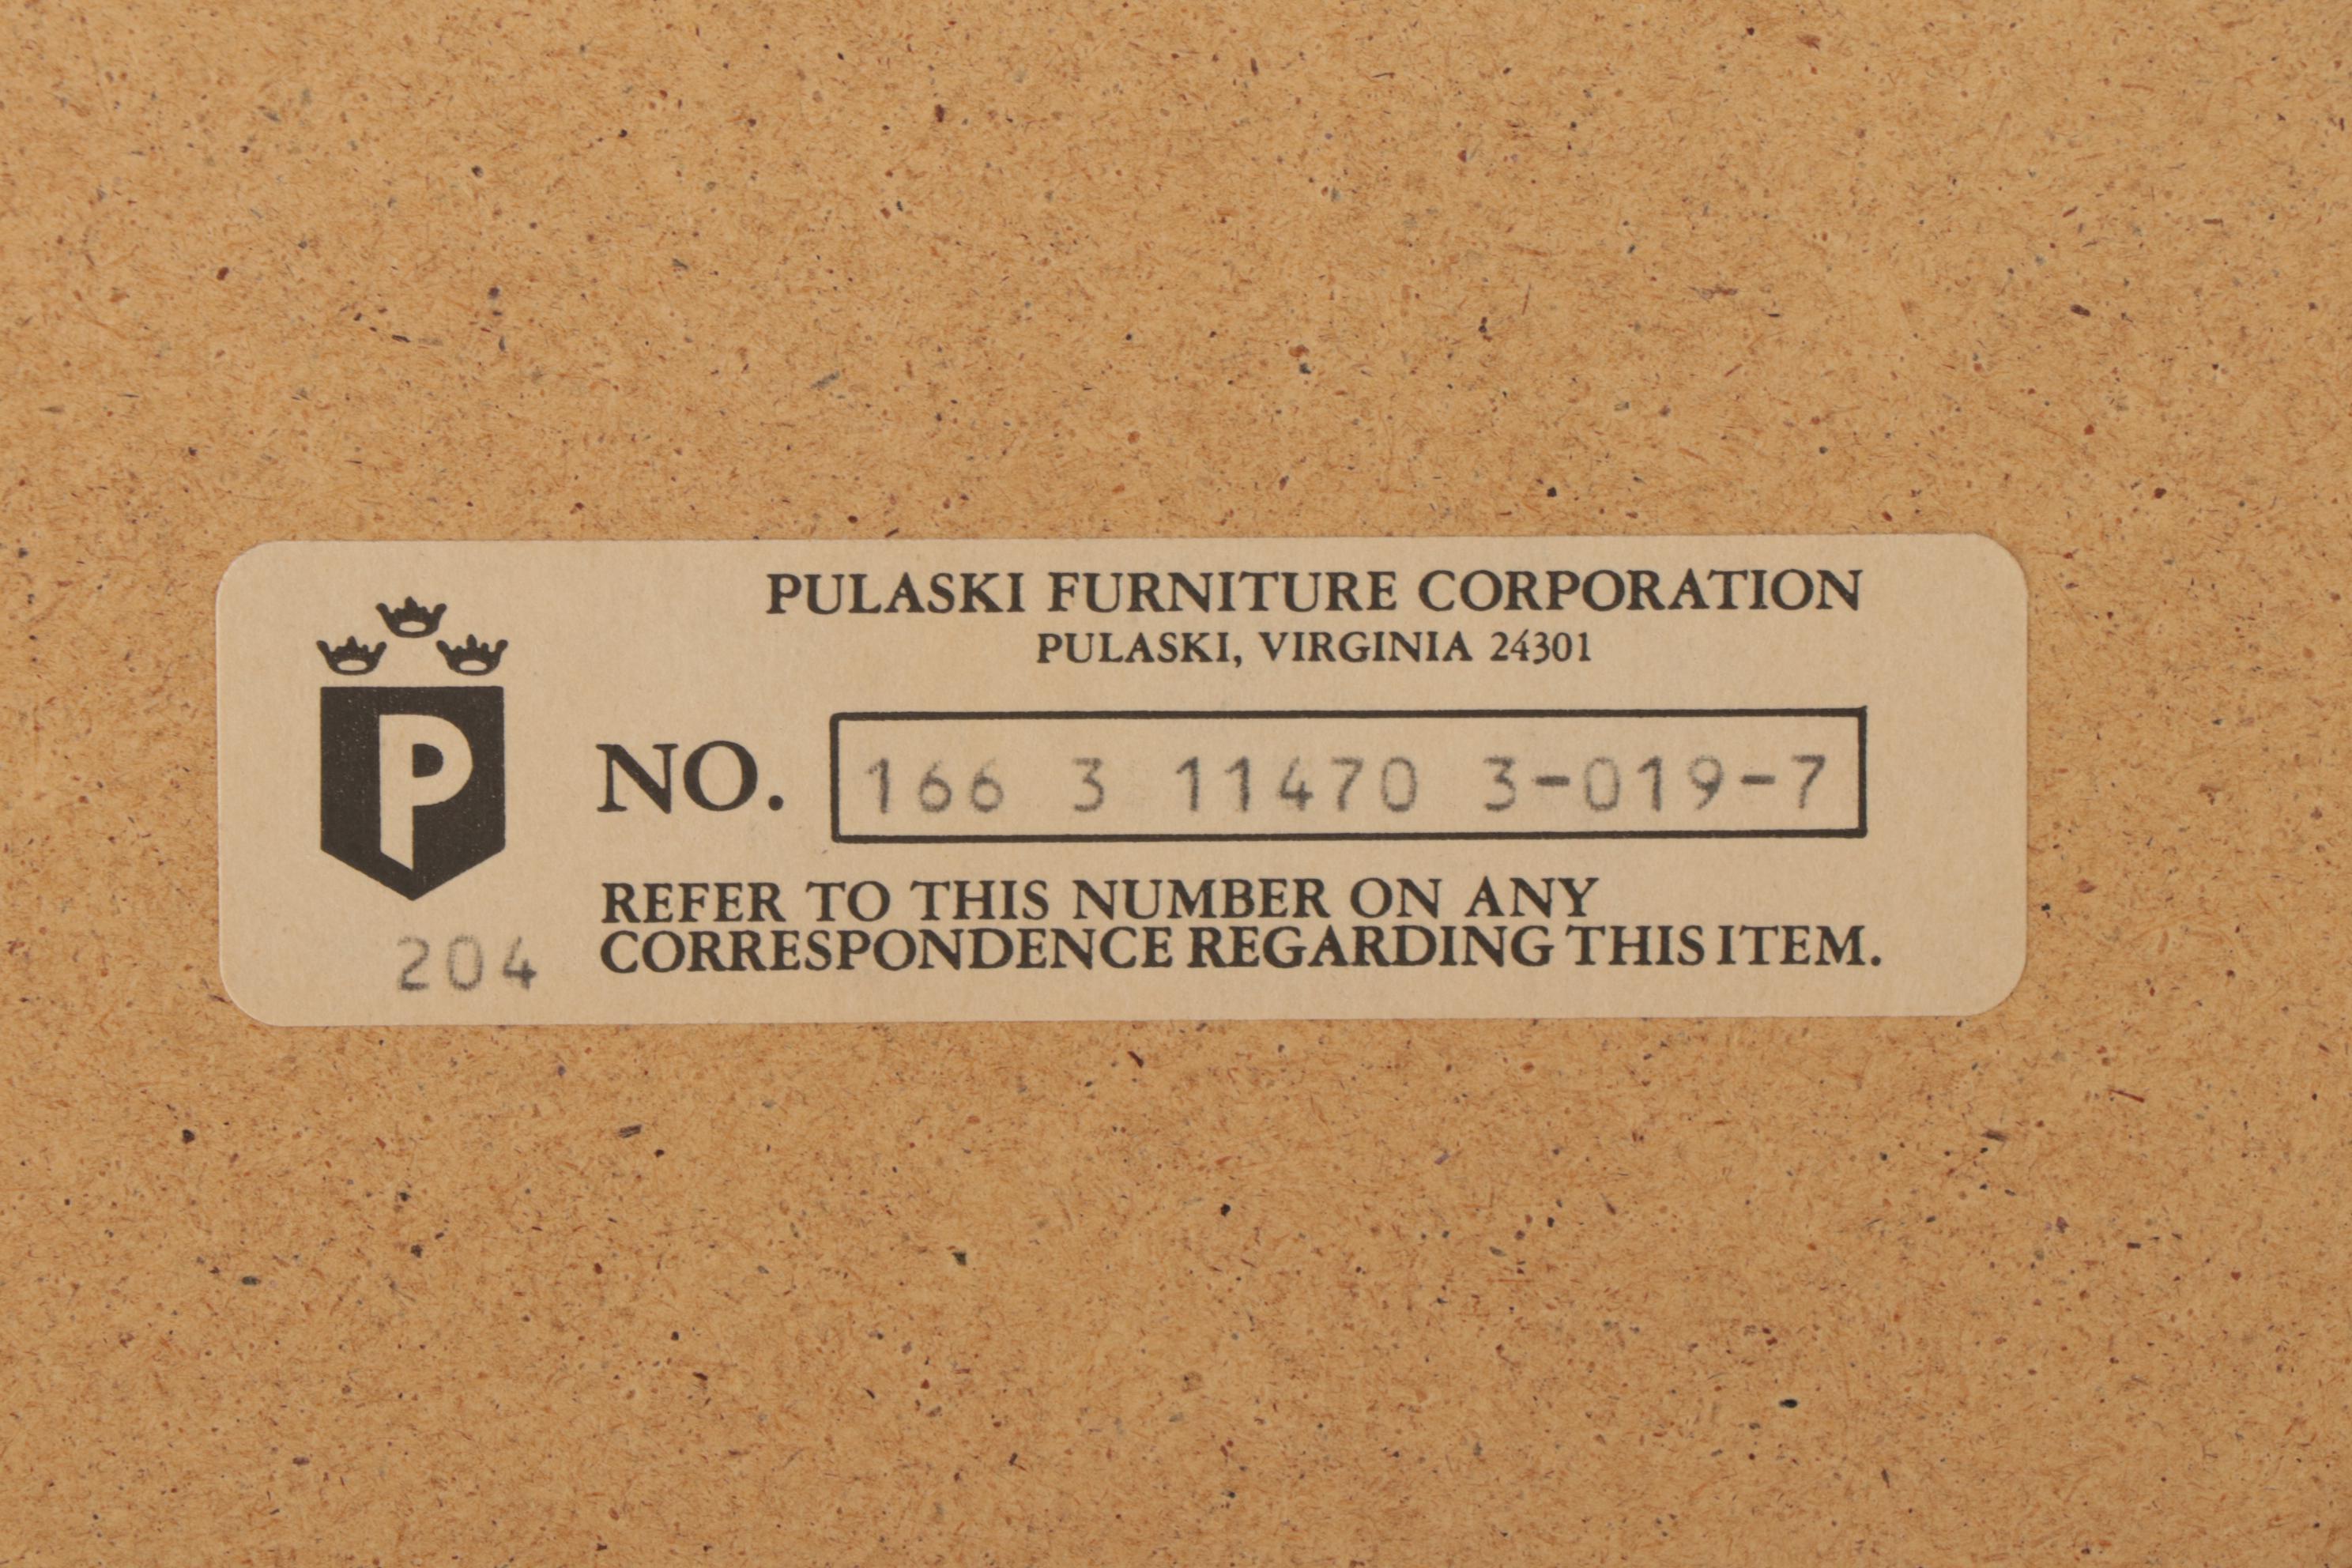 PULASKI FURNITURE CORPORATION
PULASKI, VIRGINIA 24301
P
NO. 166 3 11470 3-019-7
REFER TO THIS NUMBER ON ANY
CORRESPONDENCE REGARDING THIS ITEM.
204